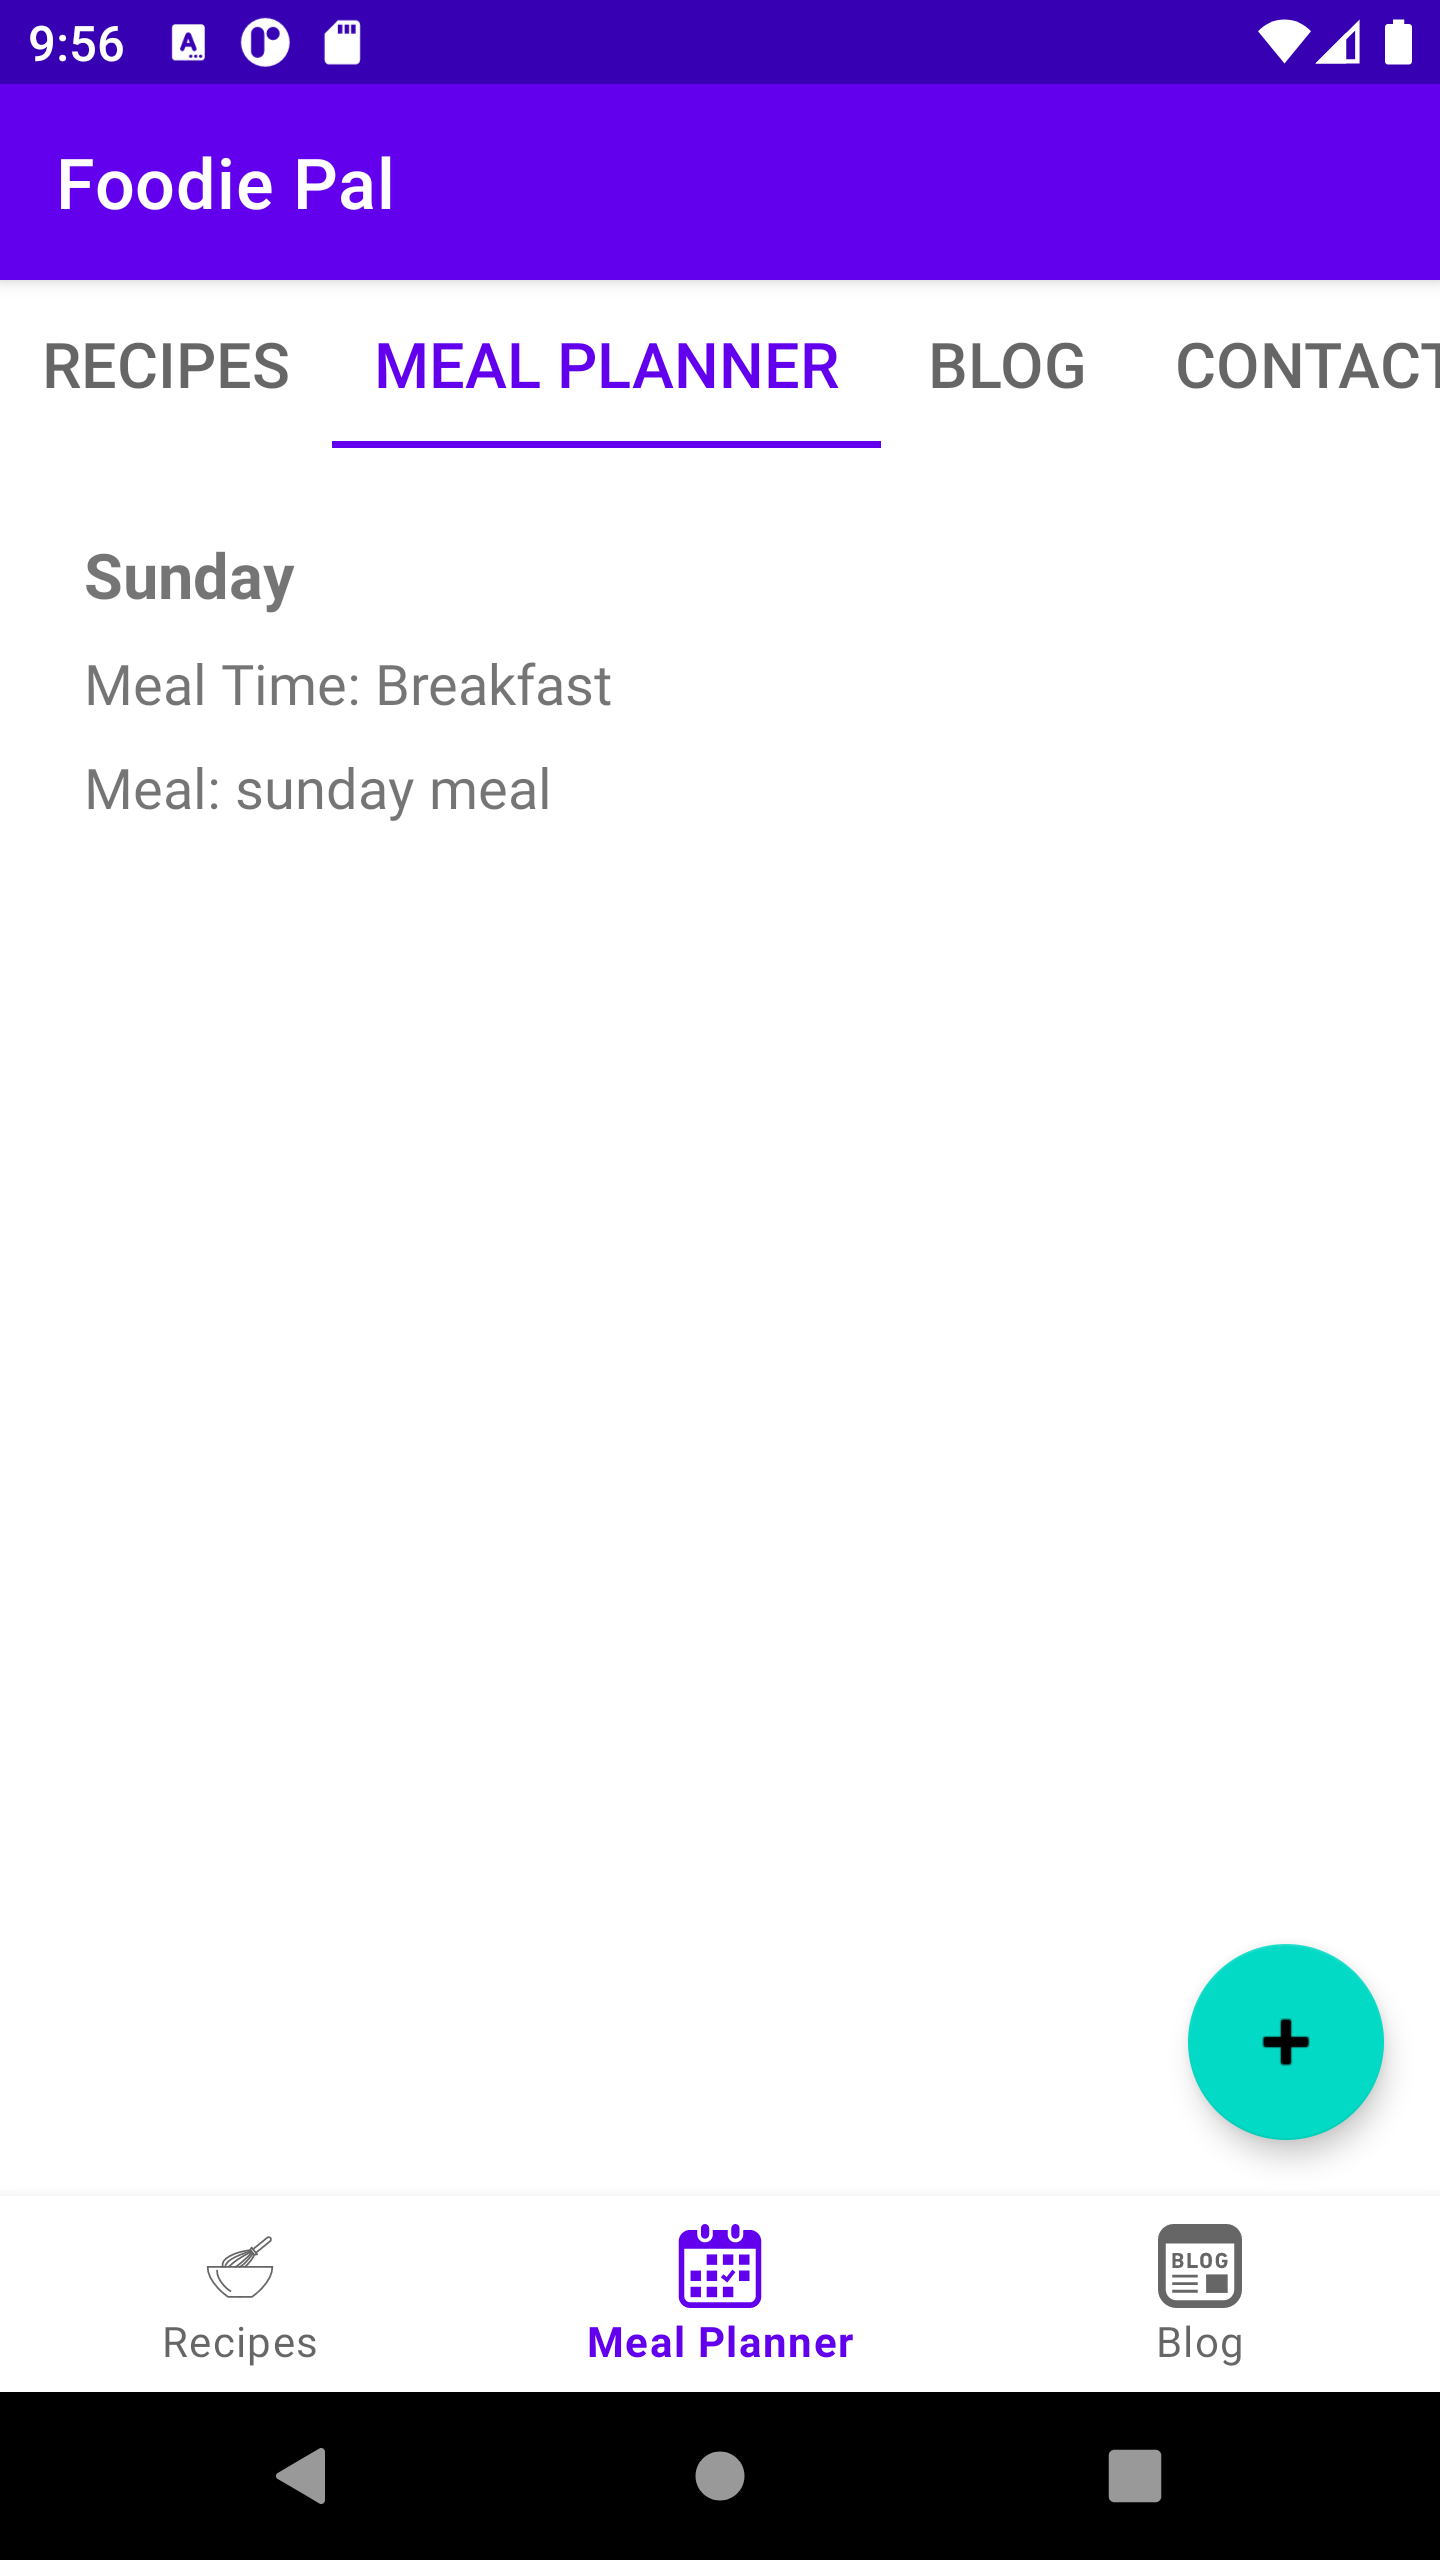 9:56
Foodie Pal
RECIPES MEAL PLANNER BLOG CONTACT
Sunday
Meal Time: Breakfast
Meal: sunday meal
BLOG
Recipes Meal Planner Blog